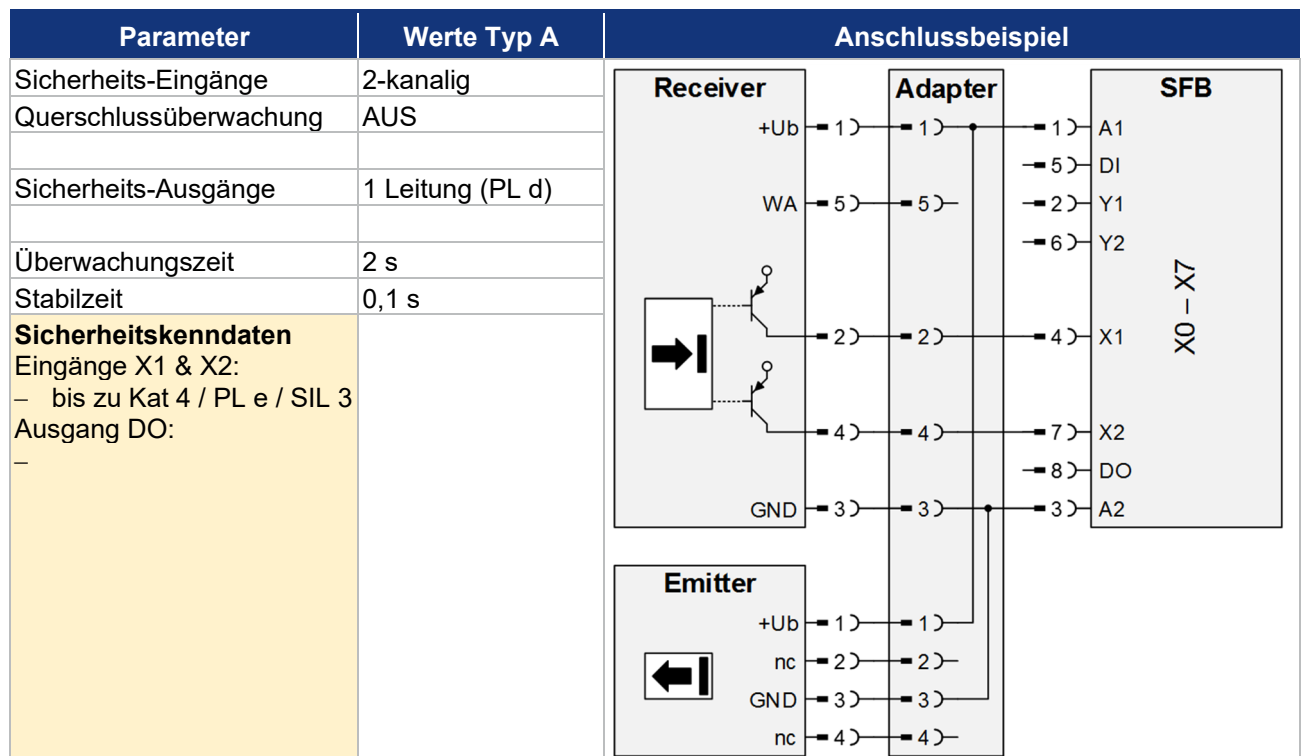 Parameter Werte Typ A Anschlussbeispiel
Sicherheits-Eingänge 2-kanalig
Querschlussüberwachung AUS
Sicherheits-Ausgänge 1 Leitung (PL d)
Überwachungszeit 2 s
Stabilzeit 0,1 s
Sicherheitskenndaten
Eingänge X1 & X2:
– bis zu Kat 4 / PL e / SIL 3
Ausgang DO:
–
Receiver Adapter SFB
+Ub 1 1 1 A1
5 DI
WA 5 5 2 Y1
6 Y2
X0 – X7
2 2 4 X1
4 4 7 X2
8 DO
GND 3 3 3 A2
Emitter
+Ub 1 1
nc 2 2
GND 3 3
nc 4 4